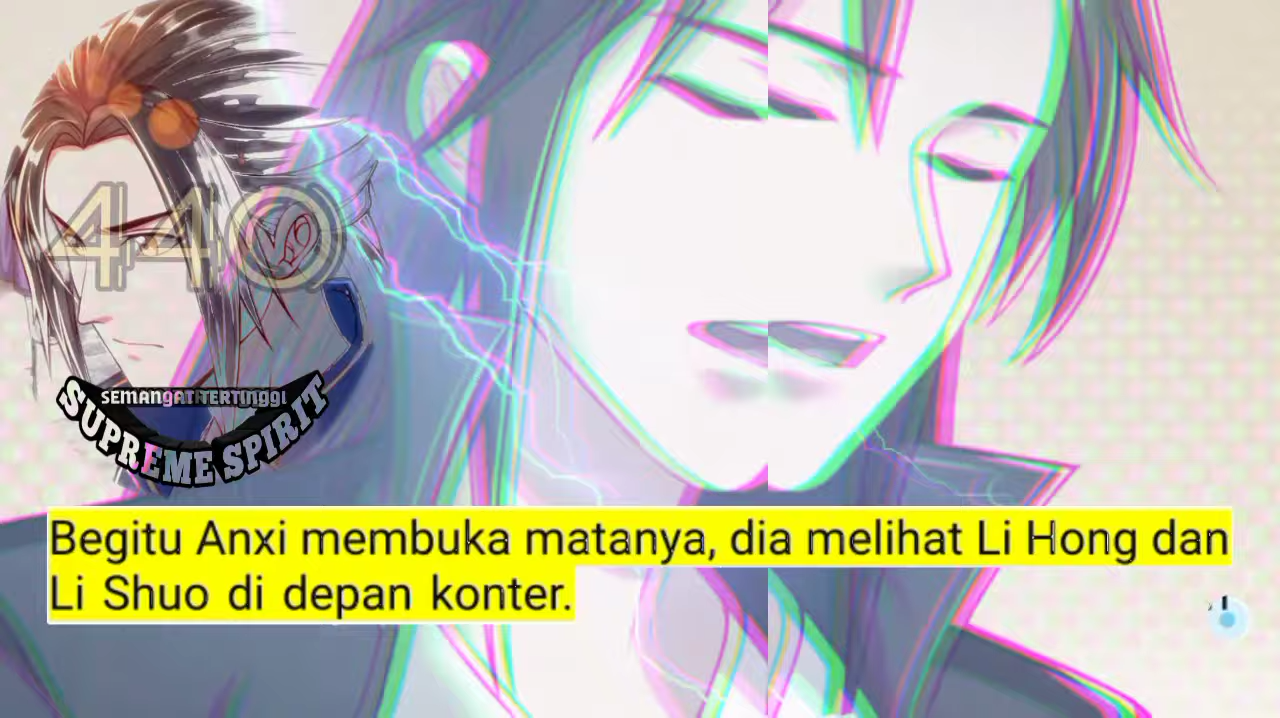 440
SEMANGAT TERTINGGI
SUPREME SPIRIT
Begitu Anxi membuka matanya, dia melihat Li Hong dan
Li Shuo di depan konter.